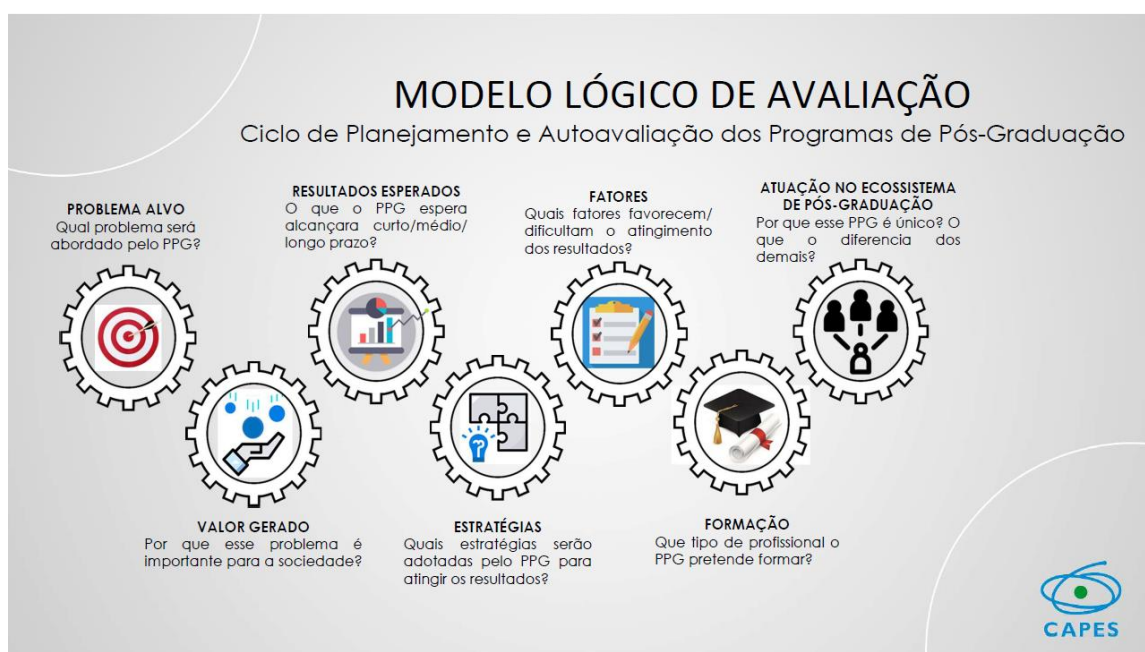 MODELO LÓGICO DE AVALIAÇÃO
Ciclo de Planejamento e Autoavaliação dos Programas de Pós-Graduação
PROBLEMA ALVO
Qual problema será
abordado pelo PPG?
RESULTADOS ESPERADOS
O que o PPG espera
alcançara curto/médio/
longo prazo?
FATORES
Quais fatores favorecem/
dificultam o atingimento
dos resultados?
ATUAÇÃO NO ECOSSISTEMA
DE PÓS-GRADUAÇÃO
Por que esse PPG é único? O
que o diferencia dos
demais?
VALOR GERADO
Por que esse problema é
importante para a sociedade?
ESTRATÉGIAS
Quais estratégias serão
adotadas pelo PPG para
atingir os resultados?
FORMAÇÃO
Que tipo de profissional o
PPG pretende formar?
CAPES